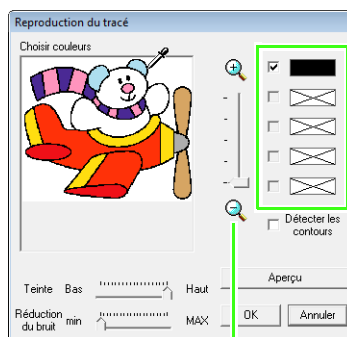 Reproduction du tracé
Choisir couleurs
Détecter les
contours
Teinte Bas Haut
Aperçu
Réduction
du bruit min MAX
OK Annuler